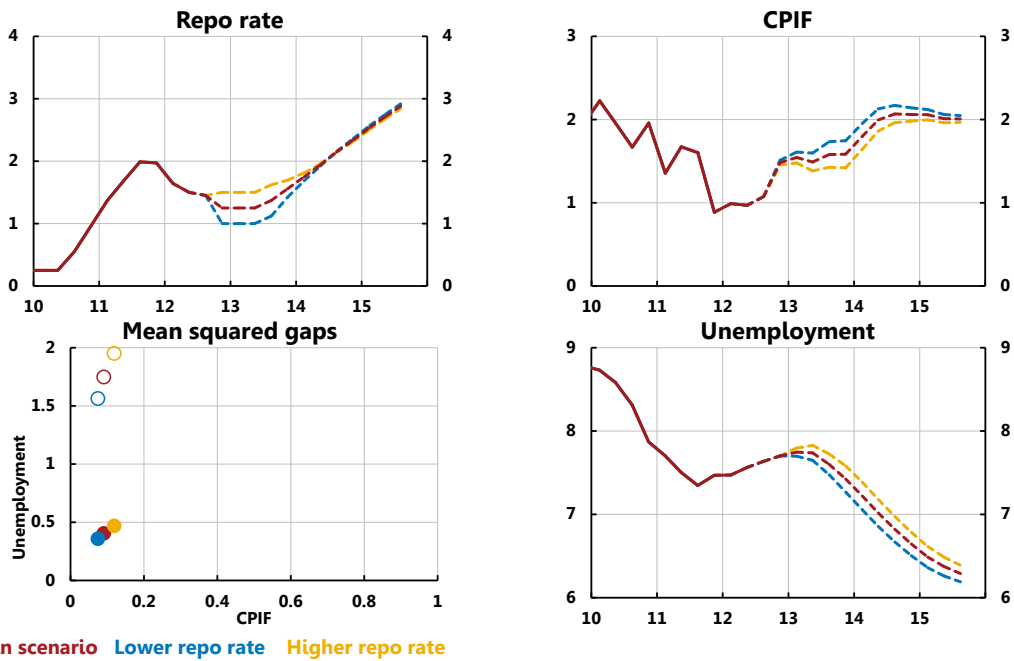 Repo rate
4 4
3 3
2 2
1 1
0 0
10 11 12 13 14 15
CPIF
3 3
2 2
1 1
0 0
10 11 12 13 14 15
Mean squared gaps
2
1.5
1
0.5
0
Unemployment
0 0.2 0.4 0.6 0.8 1
CPIF
Unemployment
9 9
8 8
7 7
6 6
10 11 12 13 14 15
n scenario Lower repo rate Higher repo rate